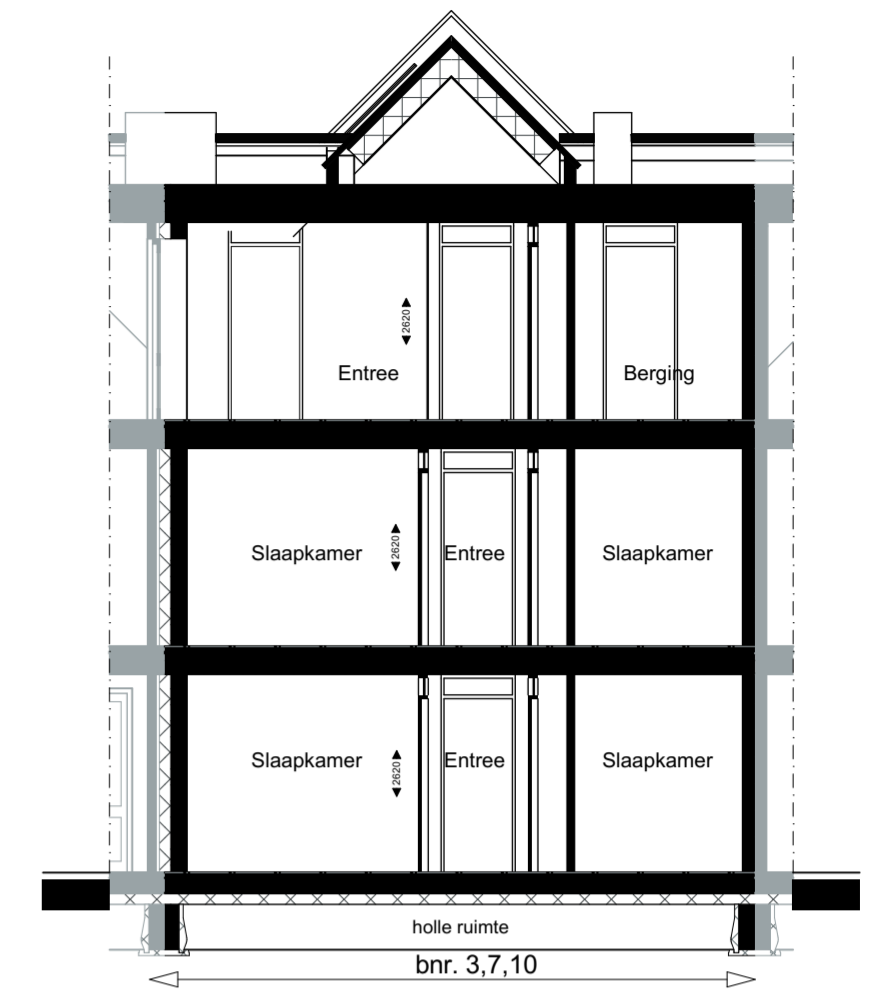 2620
Entree
Berging
2620
Slaapkamer
Entree
Slaapkamer
2620
Slaapkamer
Entree
Slaapkamer
holle ruimte
bnr. 3,7,10